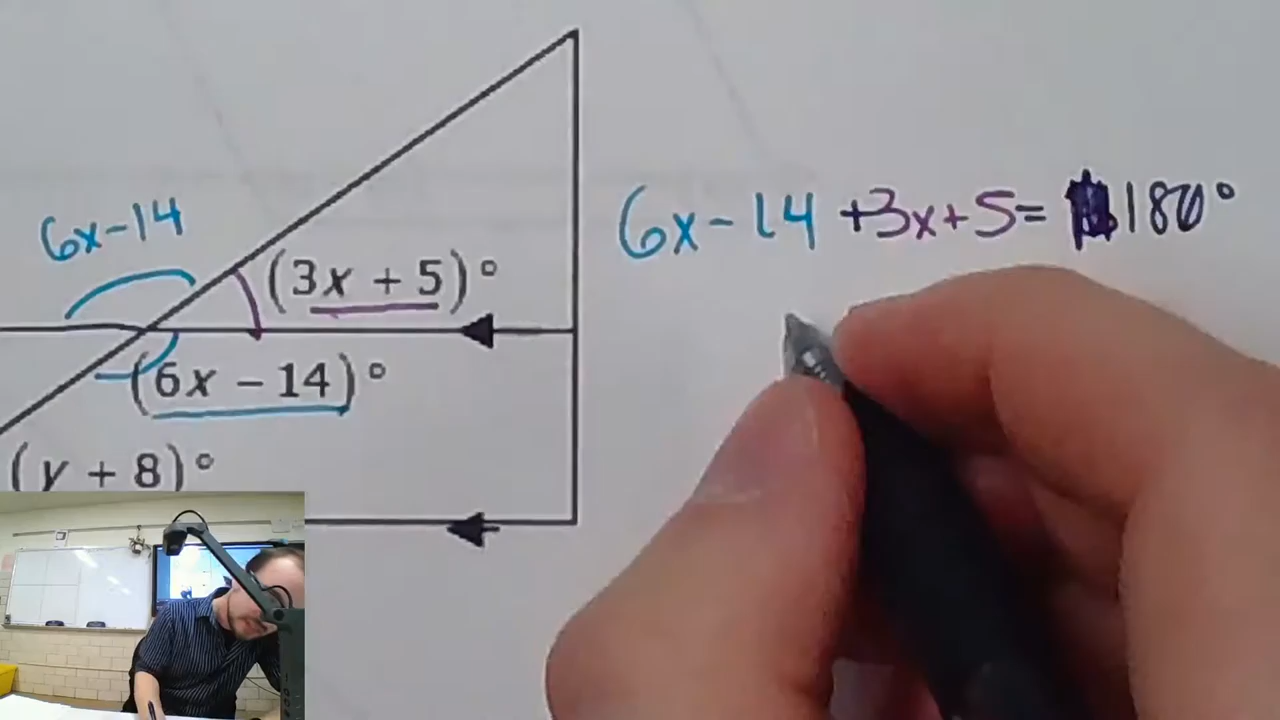 6x-14
(3x + 5)°
(6x - 14)°
(y + 8)°
6x - 14 +3x+5= 180°